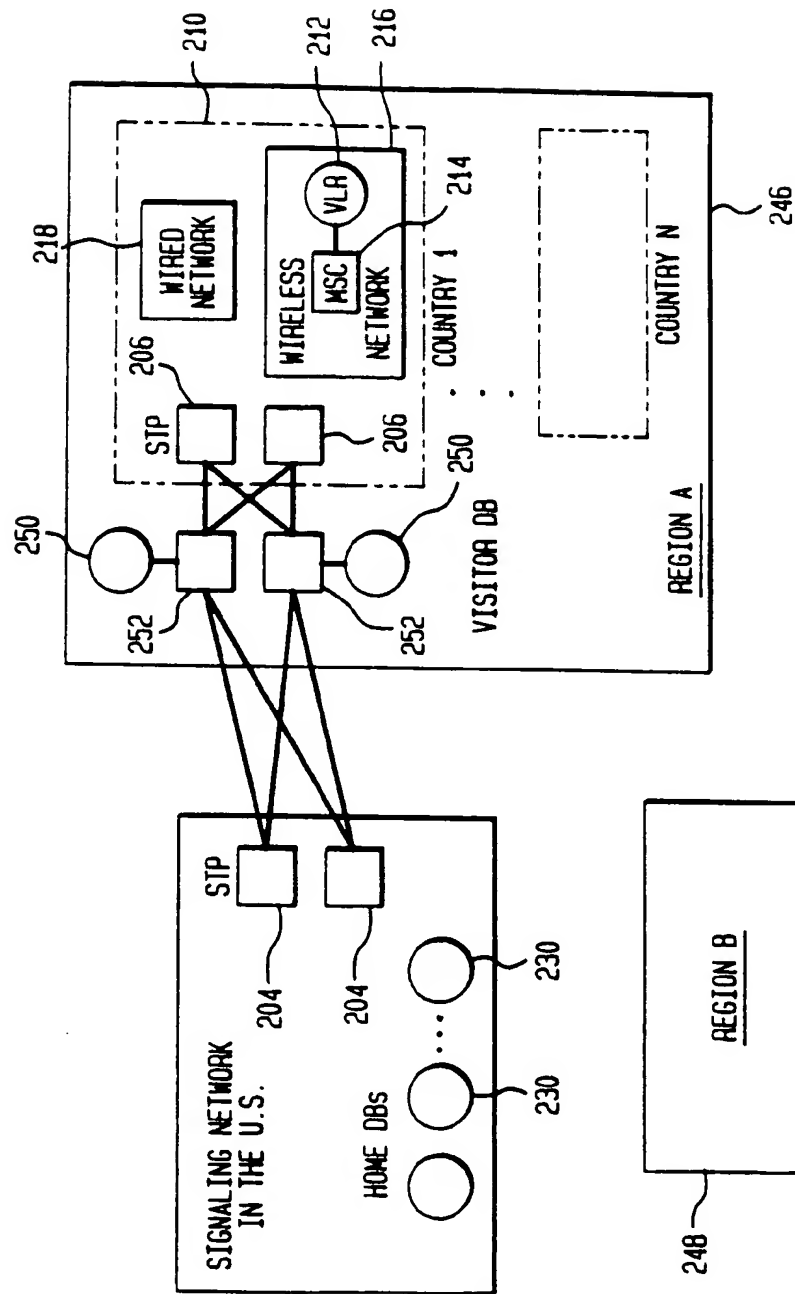 SIGNALING NETWORK
IN THE U.S.
STP
204
204
HOME DBs
230
230
250
252
STP
206
206
WIRED
NETWORK
218
210
WIRELESS
NETWORK
MSC
VLR
212
214
216
COUNTRY 1
252
250
VISITOR DB
COUNTRY N
REGION A
246
REGION B
248